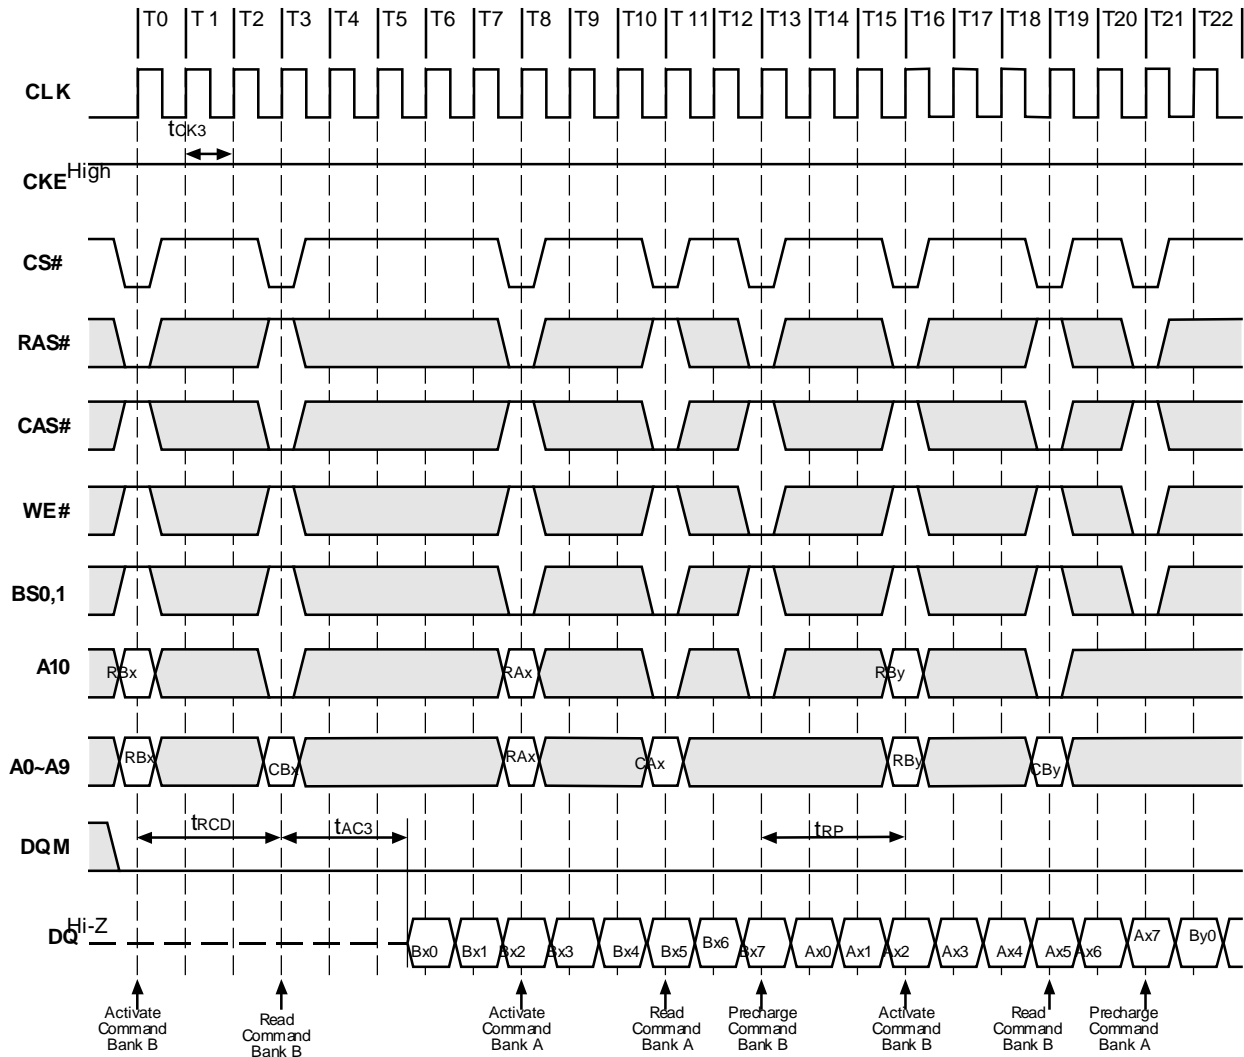 T0 T 1 T2 T3 T4 T5 T6 T7 T8 T9 T10 T 11 T12 T13 T14 T15 T16 T17 T18 T19 T20 T21 T22
CLK
tCK3
CKE High
CS#
RAS#
CAS#
WE#
BS0,1
A10 RBx RAx RBy
A0~A9 RBx CBx RAx CAx RBy CBy
tRCD tAC3 tRP
DQM
Hi-Z
DQ Bx0 Bx1 Bx2 Bx3 Bx4 Bx5 Bx6 Bx7 Ax0 Ax1 Ax2 Ax3 Ax4 Ax5 Ax6 Ax7 By0
Activate
Command
Bank B
Read
Command
Bank B
Activate
Command
Bank A
Read
Command
Bank A
Precharge
Command
Bank B
Activate
Command
Bank B
Read
Command
Bank B
Precharge
Command
Bank A